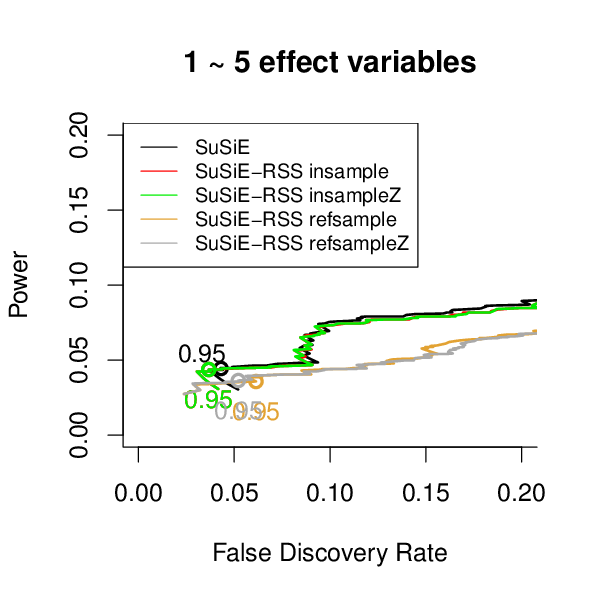 1 ~ 5 effect variables
SuSiE
SuSiE−RSS insample
SuSiE−RSS insampleZ
SuSiE−RSS refsample
SuSiE−RSS refsampleZ
Power
0.20
0.15
0.10
0.05
0.00
0.95
0.95
0.95
0.95
0.00 0.05 0.10 0.15 0.20
False Discovery Rate